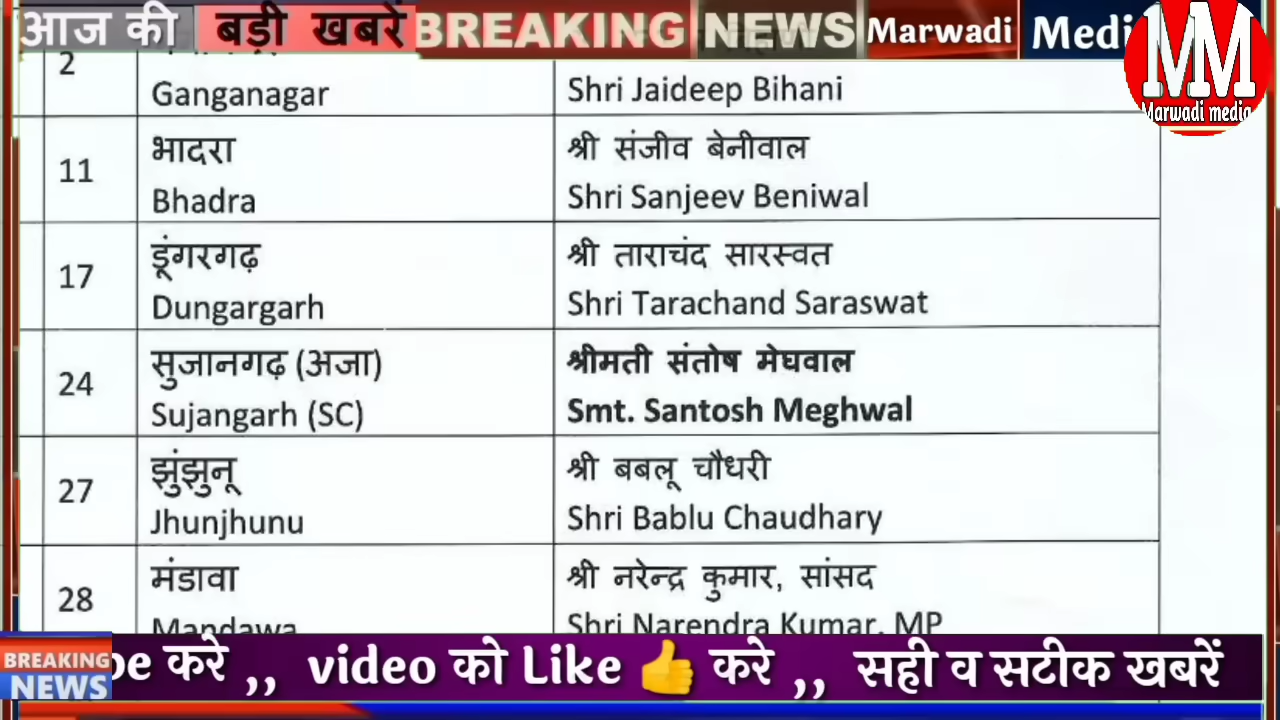 आज की बड़ी खबरें BREAKING NEWS Marwadi Medi
MM
Marwadi media
2
Ganganagar
Shri Jaideep Bihani
11
भादरा
Bhadra
श्री संजीव बेनीवाल
Shri Sanjeev Beniwal
17
डूंगरगढ़
Dungargarh
श्री ताराचंद सारस्वत
Shri Tarachand Saraswat
24
सुजानगढ़ (अजा)
Sujangarh (SC)
श्रीमती संतोष मेघवाल
Smt. Santosh Meghwal
27
झुंझुनू
Jhunjhunu
श्री बबलू चौधरी
Shri Bablu Chaudhary
28
मंडावा
Mandawa
श्री नरेन्द्र कुमार, सांसद
Shri Narendra Kumar, MP
BREAKING
NEWS
be करे ,, video को Like 👍 करे ,, सही व सटीक खबरें